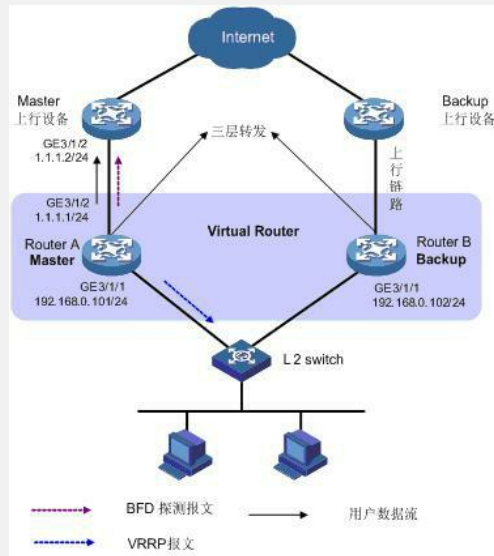 Internet
Master
上行设备
Backup
上行设备
GE3/1/2
1.1.1.2/24
三层转发
上行链路
GE3/1/2
1.1.1.1/24
Virtual Router
Router A
Master
Router B
Backup
GE3/1/1
192.168.0.101/24
GE3/1/1
192.168.0.102/24
L 2 switch
BFD 探测报文
用户数据流
VRRP报文